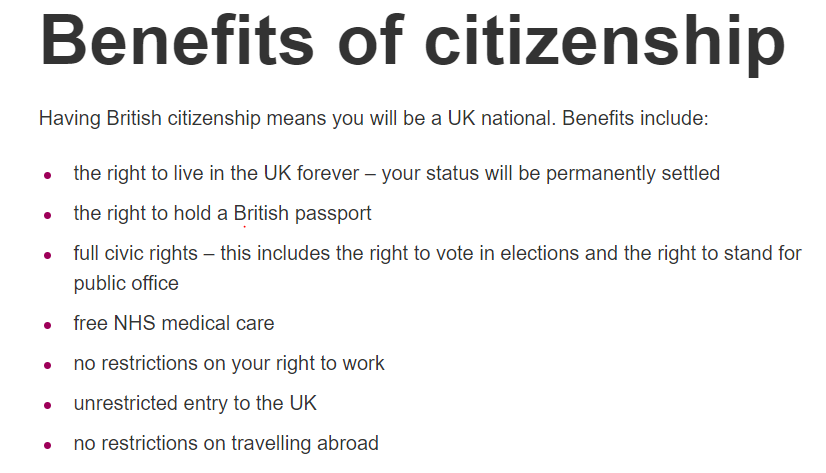 Benefits of citizenship
Having British citizenship means you will be a UK national. Benefits include:
the right to live in the UK forever – your status will be permanently settled
the right to hold a British passport
full civic rights – this includes the right to vote in elections and the right to stand for
public office
free NHS medical care
no restrictions on your right to work
unrestricted entry to the UK
no restrictions on travelling abroad